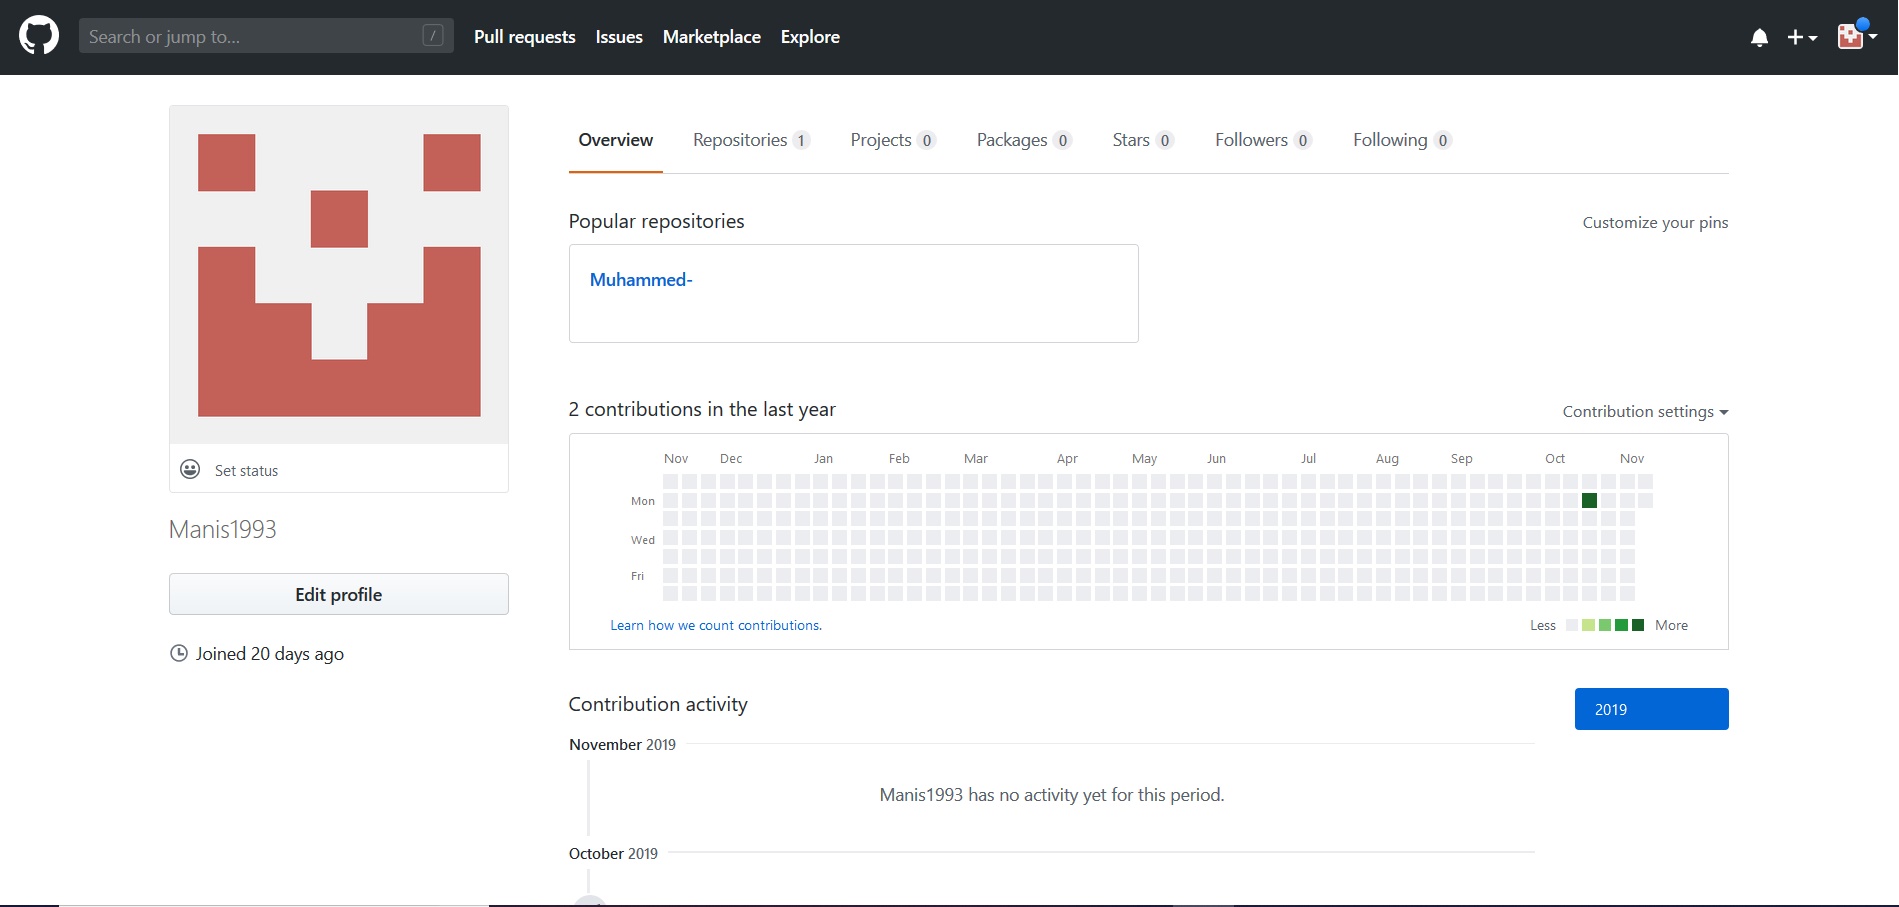 Search or jump to... / Pull requests Issues Marketplace Explore
Overview Repositories 1 Projects 0 Packages 0 Stars 0 Followers 0 Following 0
Popular repositories Customize your pins
Muhammed-
2 contributions in the last year Contribution settings
Nov Dec Jan Feb Mar Apr May Jun Jul Aug Sep Oct Nov
Mon
Wed
Fri
Learn how we count contributions. Less More
Set status
Manis1993
Edit profile
Joined 20 days ago
Contribution activity 2019
November 2019
Manis1993 has no activity yet for this period.
October 2019